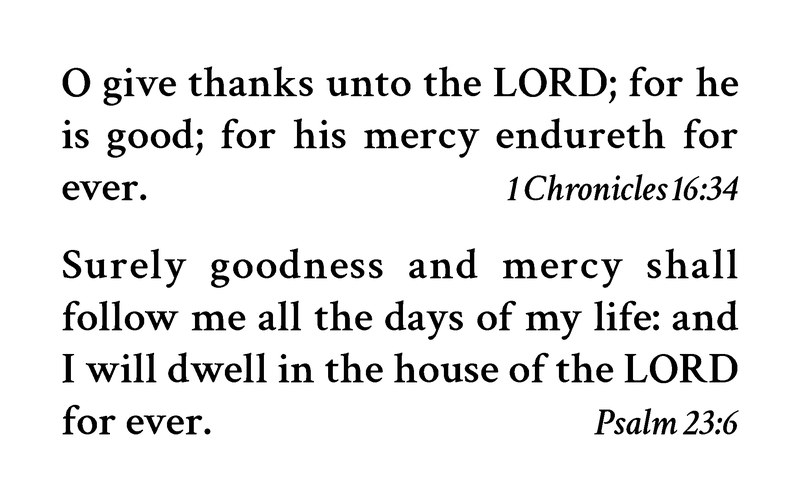 O give thanks unto the LORD; for he
is good; for his mercy endureth for
ever. 1 Chronicles 16:34
Surely goodness and mercy shall
follow me all the days of my life: and
I will dwell in the house of the LORD
for ever. Psalm 23:6